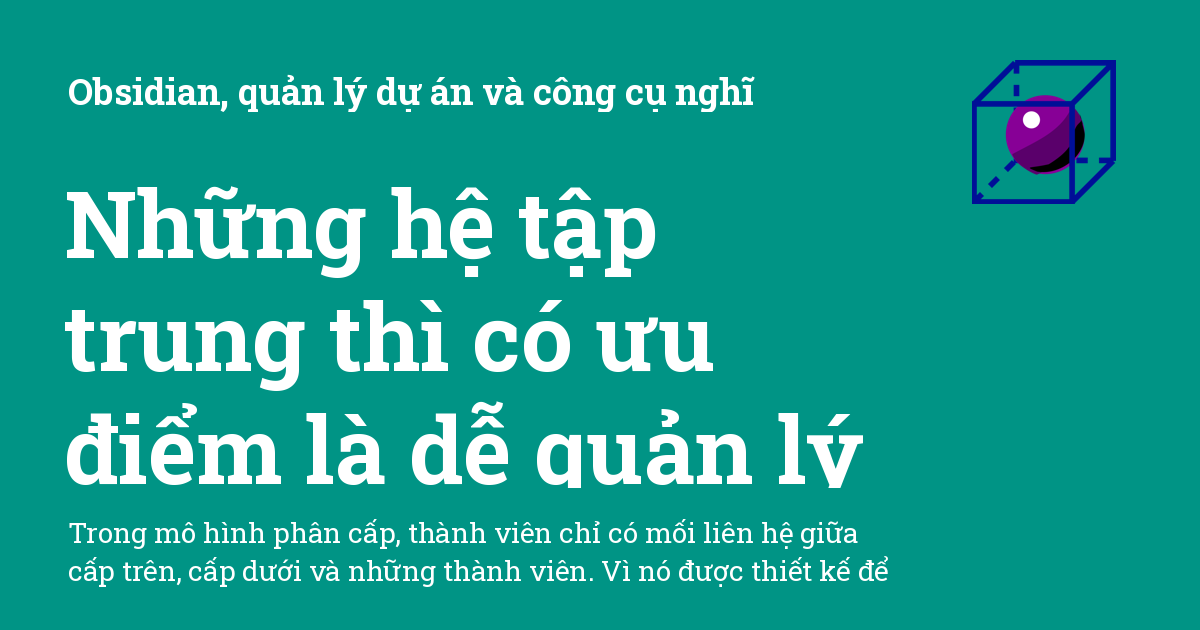 Obsidian, quản lý dự án và công cụ nghĩ
Những hệ tập
trung thì có ưu
điểm là dễ quản lý
Trong mô hình phân cấp, thành viên chỉ có mối liên hệ giữa
cấp trên, cấp dưới và những thành viên. Vì nó được thiết kế để